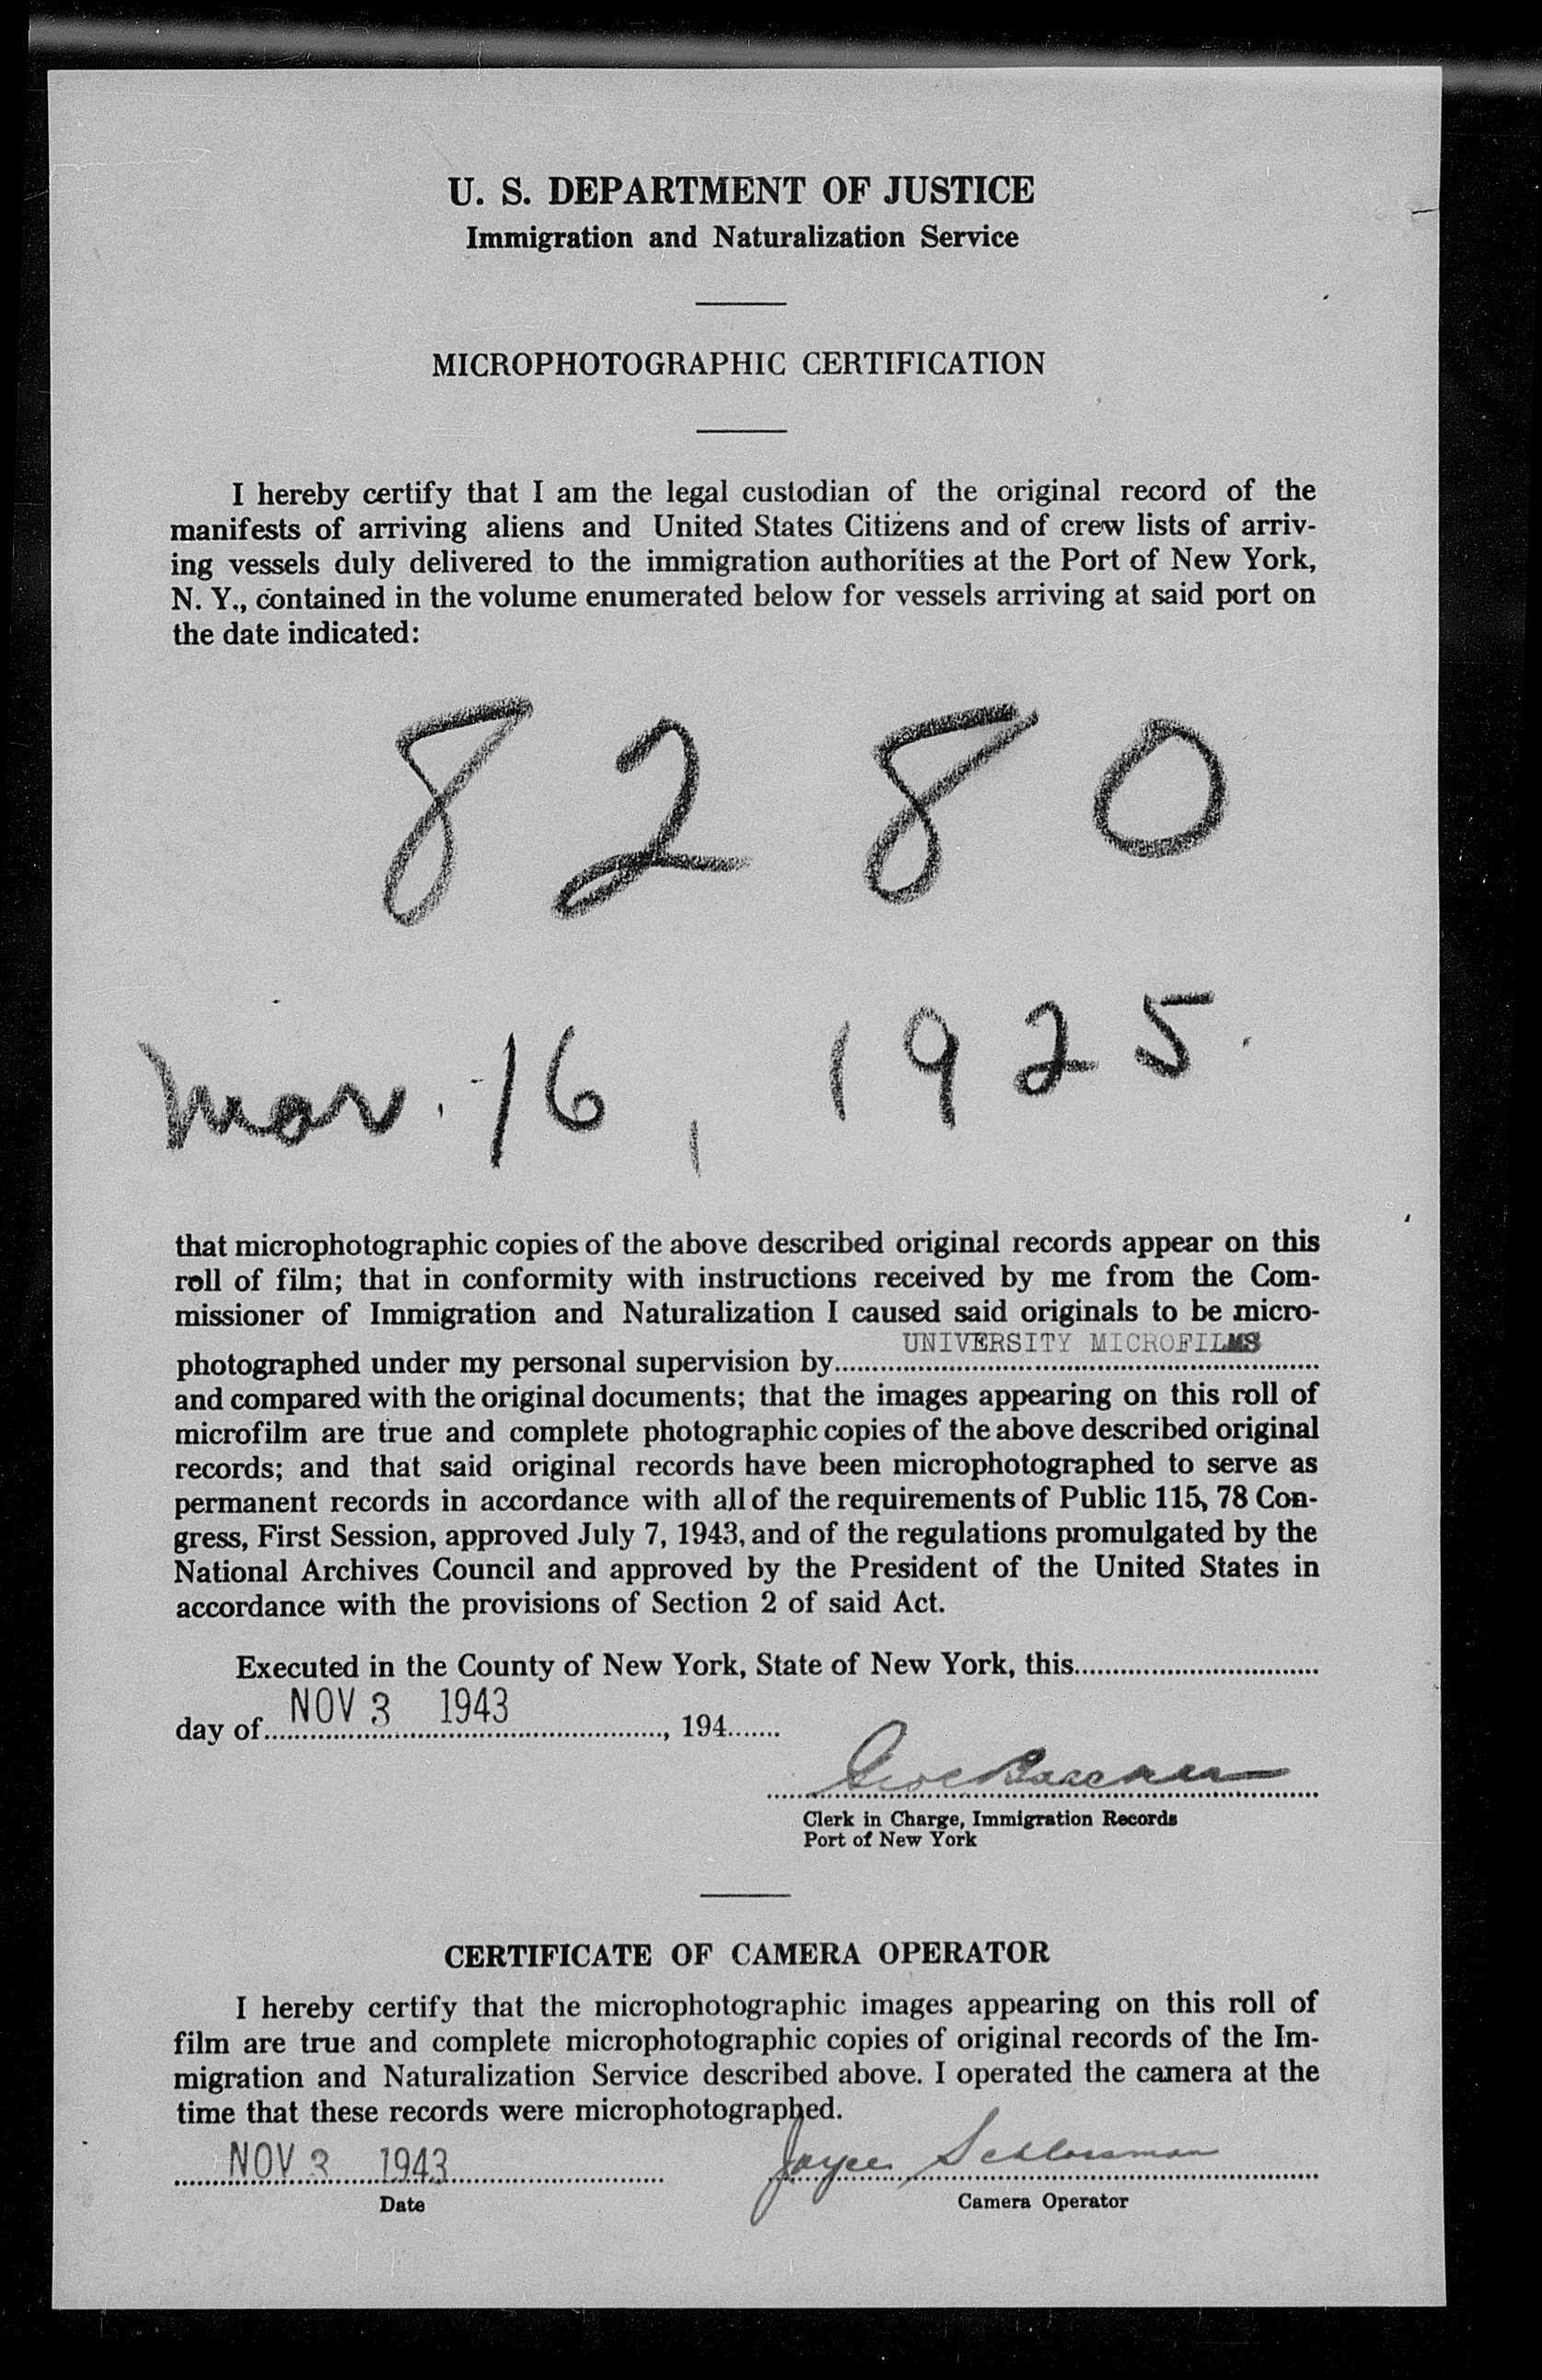 U. S. DEPARTMENT OF JUSTICE
Immigration and Naturalization Service
MICROPHOTOGRAPHIC CERTIFICATION
I hereby certify that I am the legal custodian of the original record of the
manifests of arriving aliens and United States Citizens and of crew lists of arriv-
ing vessels duly delivered to the immigration authorities at the Port of New York,
N. Y., contained in the volume enumerated below for vessels arriving at said port on
the date indicated:
8280
Mar. 16, 1925.
that microphotographic copies of the above described original records appear on this
roll of film; that in conformity with instructions received by me from the Com-
missioner of Immigration and Naturalization I caused said originals to be micro-
photographed under my personal supervision by UNIVERSITY MICROFILMS
and compared with the original documents; that the images appearing on this roll of
microfilm are true and complete photographic copies of the above described original
records; and that said original records have been microphotographed to serve as
permanent records in accordance with all of the requirements of Public 115, 78 Con-
gress, First Session, approved July 7, 1943, and of the regulations promulgated by the
National Archives Council and approved by the President of the United States in
accordance with the provisions of Section 2 of said Act.
Executed in the County of New York, State of New York, this
day of NOV 3 1943, 194
Clerk in Charge, Immigration Records
Port of New York
CERTIFICATE OF CAMERA OPERATOR
I hereby certify that the microphotographic images appearing on this roll of
film are true and complete microphotographic copies of original records of the Im-
migration and Naturalization Service described above. I operated the camera at the
time that these records were microphotographed.
NOV 3 1943 Joyce Schlossman
Date Camera Operator